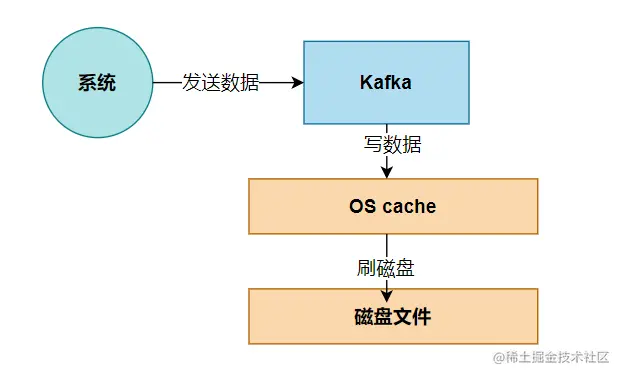 系统
发送数据
Kafka
写数据
OS cache
刷磁盘
磁盘文件
@稀土掘金技术社区